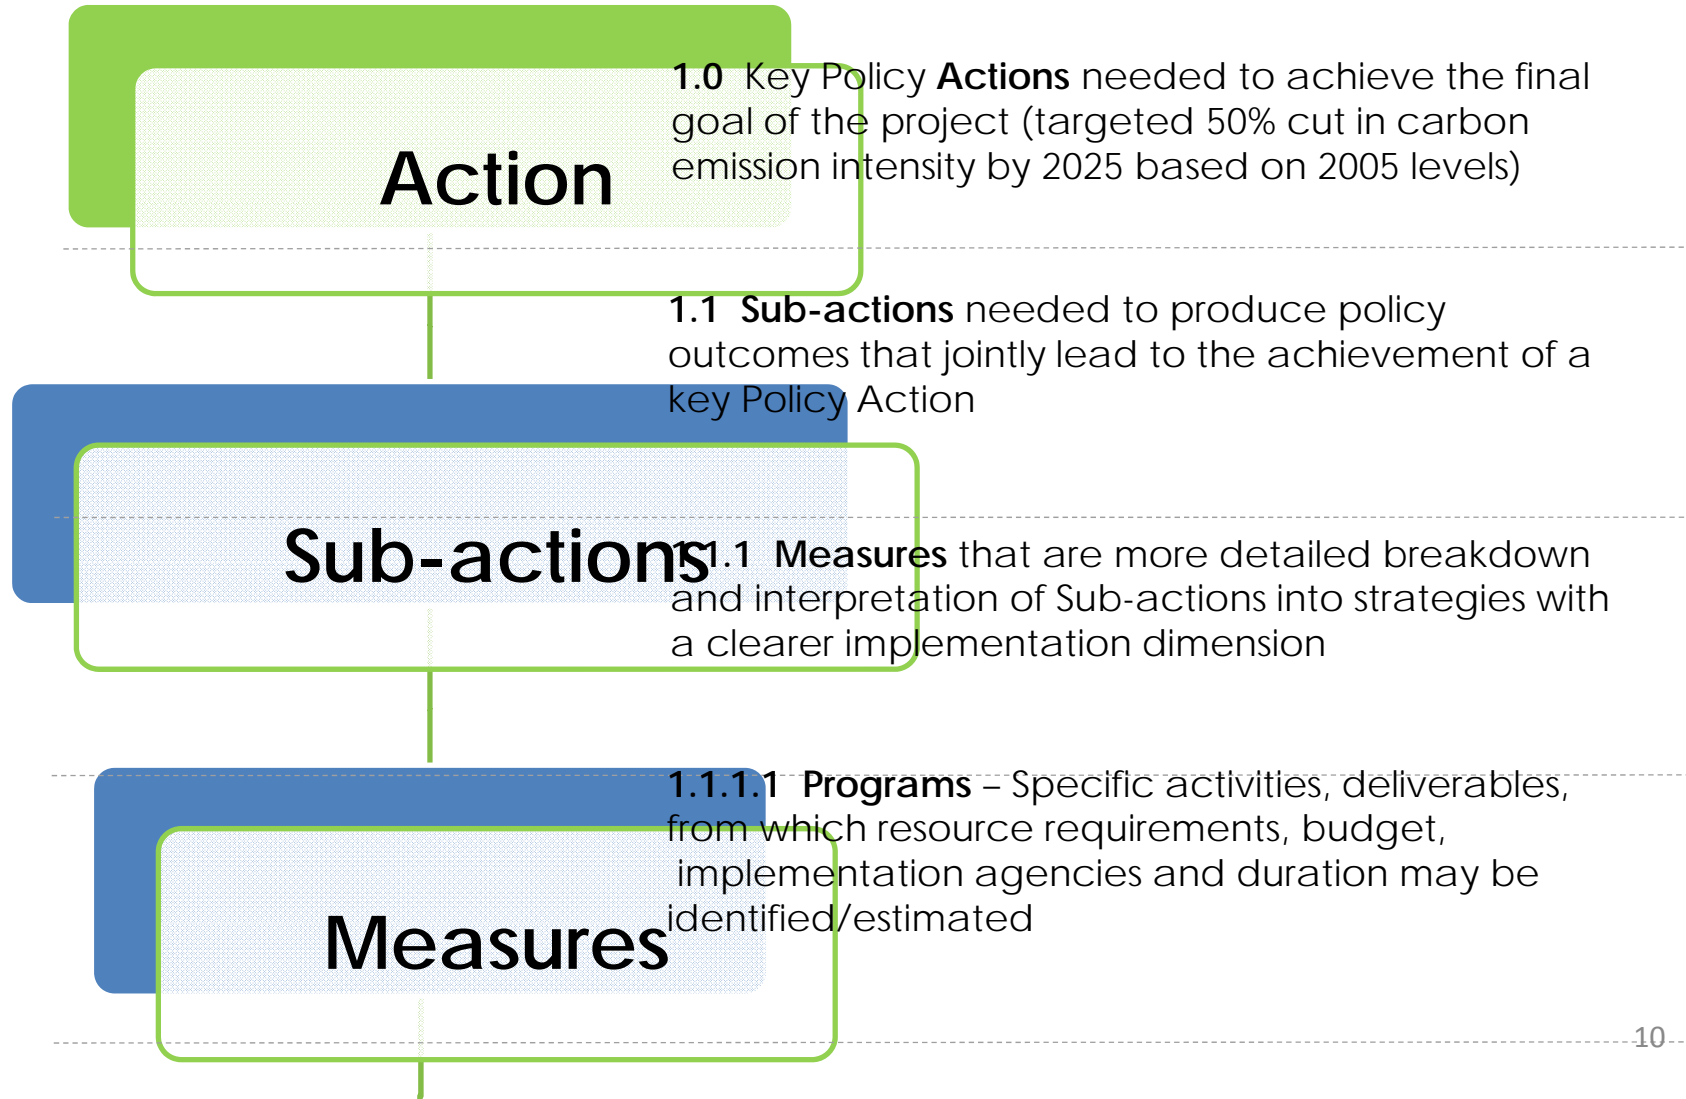 Action
1.0 Key Policy Actions needed to achieve the final
goal of the project (targeted 50% cut in carbon
emission intensity by 2025 based on 2005 levels)
Sub-actions
1.1 Sub-actions needed to produce policy
outcomes that jointly lead to the achievement of a
key Policy Action
1.1.1 Measures that are more detailed breakdown
and interpretation of Sub-actions into strategies with
a clearer implementation dimension
Measures
1.1.1.1 Programs – Specific activities, deliverables,
from which resource requirements, budget,
implementation agencies and duration may be
identified/estimated
10